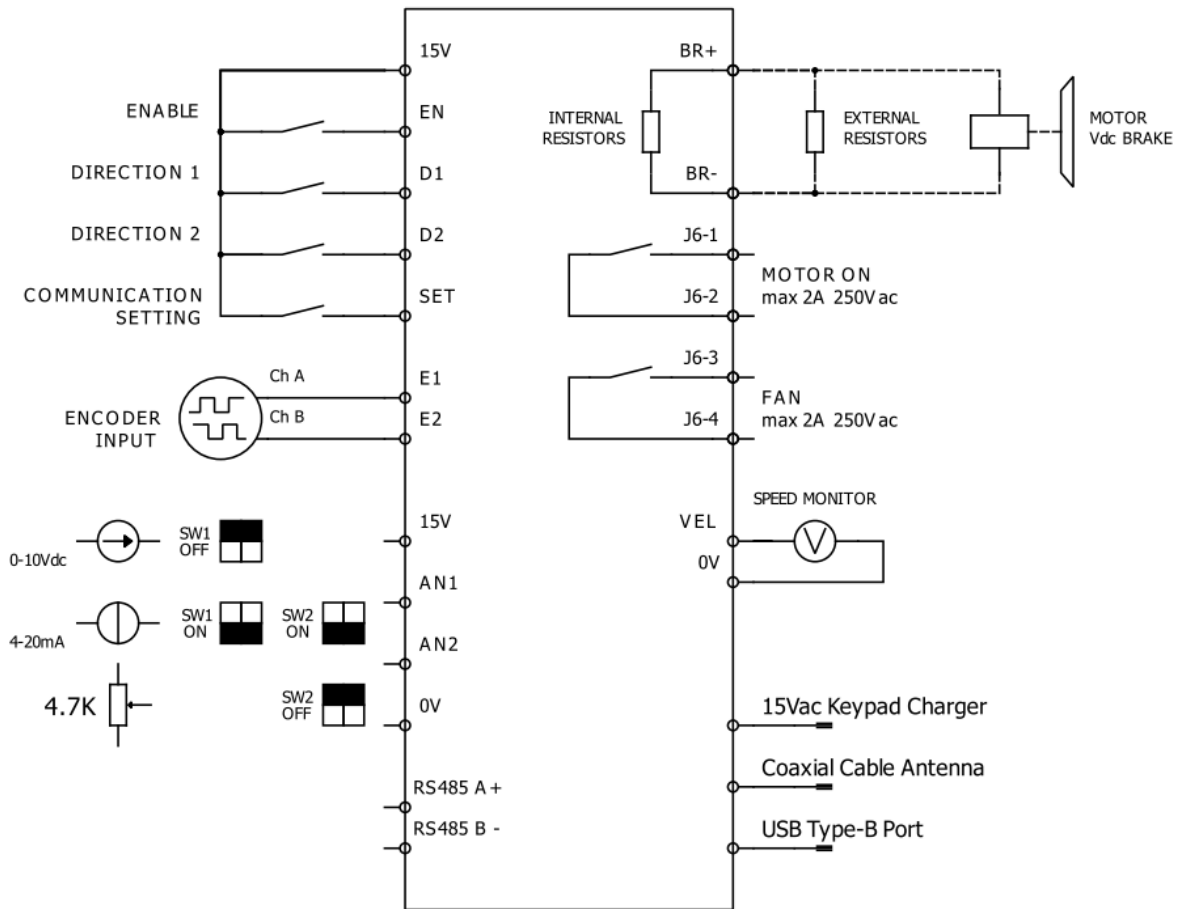 15V
ENABLE
EN
DIRECTION 1
D1
DIRECTION 2
D2
COMMUNICATION
SETTING
SET
Ch A
E1
ENCODER
INPUT
Ch B
E2
0-10Vdc
SW1
OFF
15V
AN1
4-20mA
SW1
ON
SW2
ON
AN2
4.7K
SW2
OFF
0V
RS485 A +
RS485 B -
BR+
INTERNAL
RESISTORS
EXTERNAL
RESISTORS
MOTOR
Vdc BRAKE
BR-
J6-1
MOTOR ON
max 2A 250Vac
J6-2
J6-3
FAN
max 2A 250Vac
J6-4
SPEED MONITOR
VEL
V
0V
15Vac Keypad Charger
Coaxial Cable Antenna
USB Type-B Port